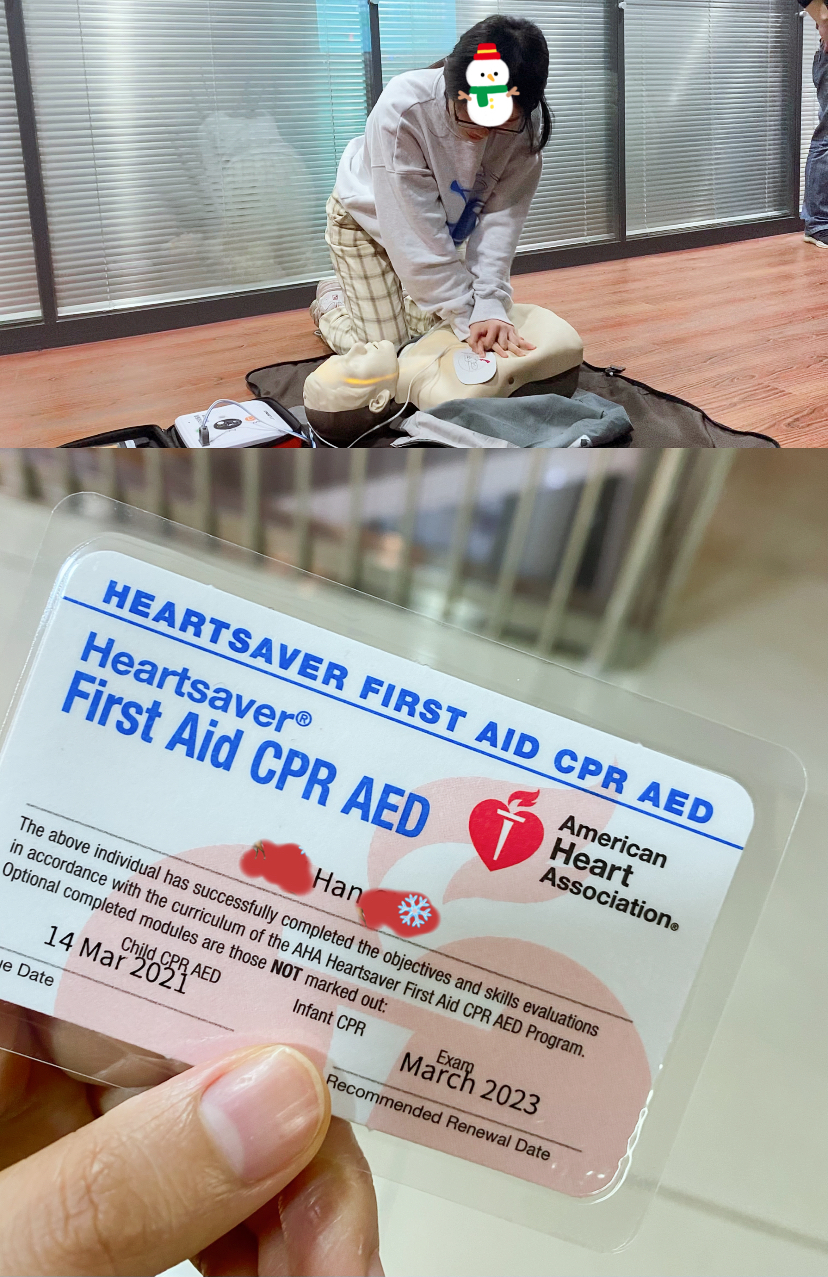 HEARTSAVER FIRST AID CPR AED
Heartsaver®
First Aid CPR AED
American
Heart
Association®
Han
The above individual has successfully completed the objectives and skills evaluations
in accordance with the curriculum of the AHA Heartsaver First Aid CPR AED Program.
Optional completed modules are those NOT marked out:
Child CPR AED
14 Mar 2021
Infant CPR
Exam
March 2023
Date
Recommended Renewal Date